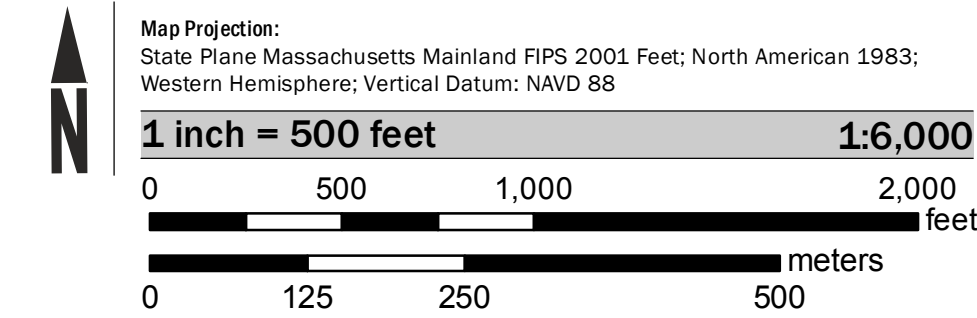 N
Map Projection:
State Plane Massachusetts Mainland FIPS 2001 Feet; North American 1983;
Western Hemisphere; Vertical Datum: NAVD 88
1 inch = 500 feet 1:6,000
0 500 1,000 2,000
feet
meters
0 125 250 500